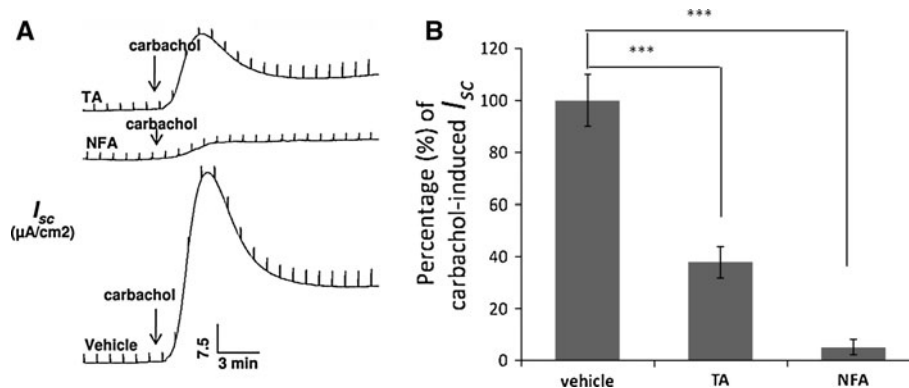 A
carbachol
TA
carbachol
NFA
Isc
(µA/cm2)
carbachol
Vehicle
7.5
3 min
B
***
***
Percentage (%) of
carbachol-induced Isc
120
100
80
60
40
20
0
vehicle
TA
NFA